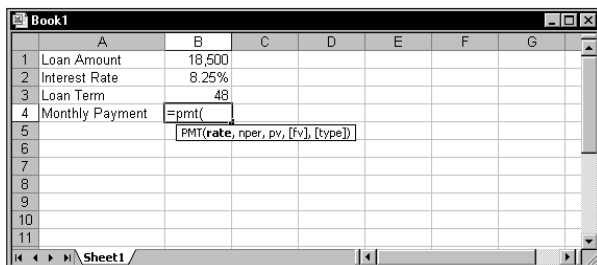 Book1
A B C D E F G
1 Loan Amount 18,500
2 Interest Rate 8.25%
3 Loan Term 48
4 Monthly Payment =pmt(
5 PMT(rate, nper, pv, [fv], [type])
6
7
8
9
10
11
Sheet1